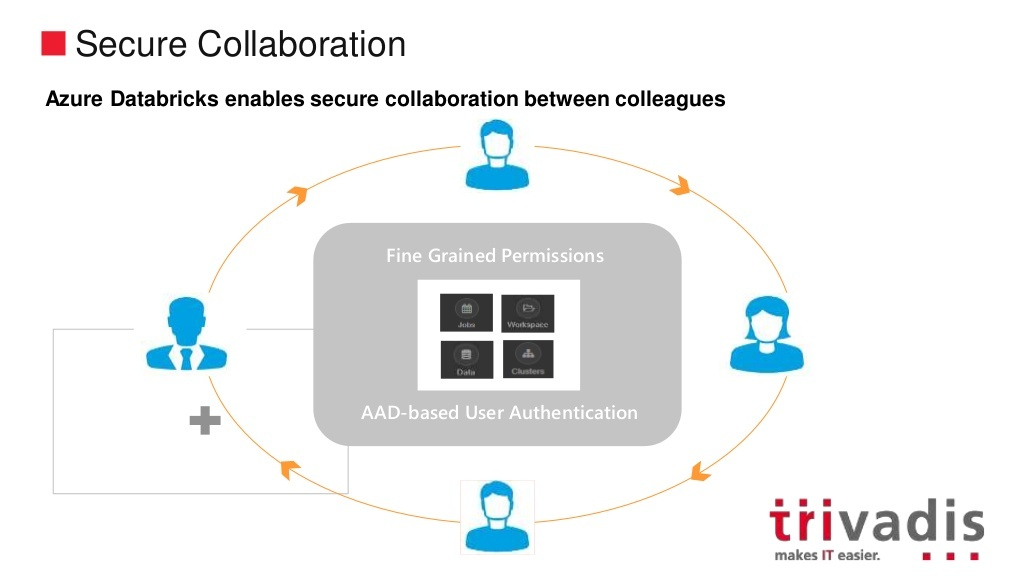 Secure Collaboration
Azure Databricks enables secure collaboration between colleagues
Fine Grained Permissions
Jobs
Workspace
Data
Clusters
AAD-based User Authentication
trivadis
makes IT easier.